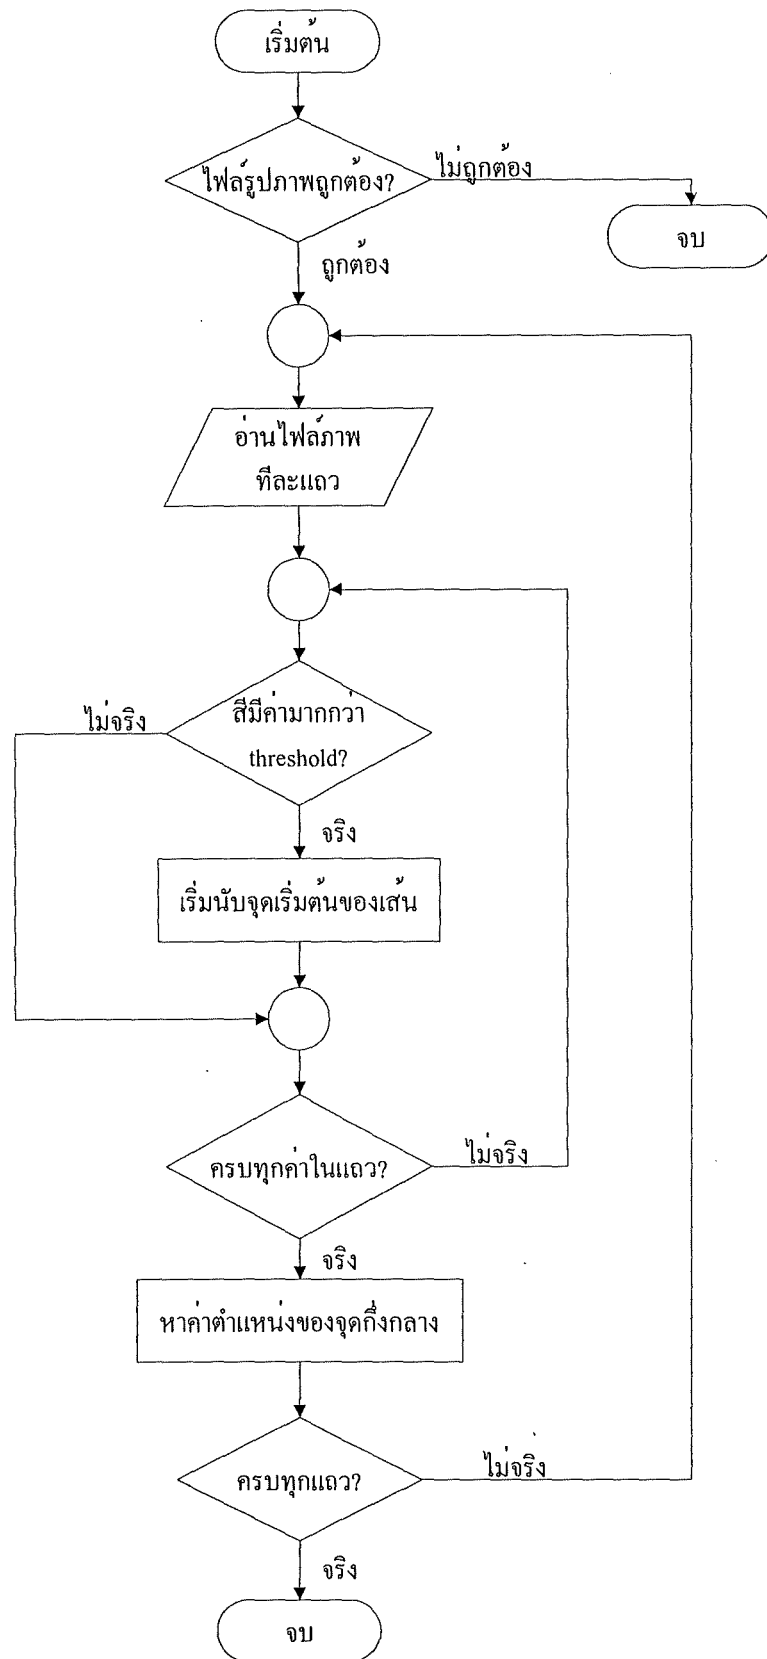 เริ่มต้น
ไฟล์รูปภาพถูกต้อง?
ไม่ถูกต้อง
จบ
ถูกต้อง
อ่านไฟล์ภาพ
ทีละแถว
สีมีค่ามากกว่า
threshold?
ไม่จริง
จริง
เริ่มนับจุดเริ่มต้นของเส้น
ครบทุกค่าในแถว?
ไม่จริง
จริง
หาค่าตำแหน่งของจุดกึ่งกลาง
ครบทุกแถว?
ไม่จริง
จริง
จบ